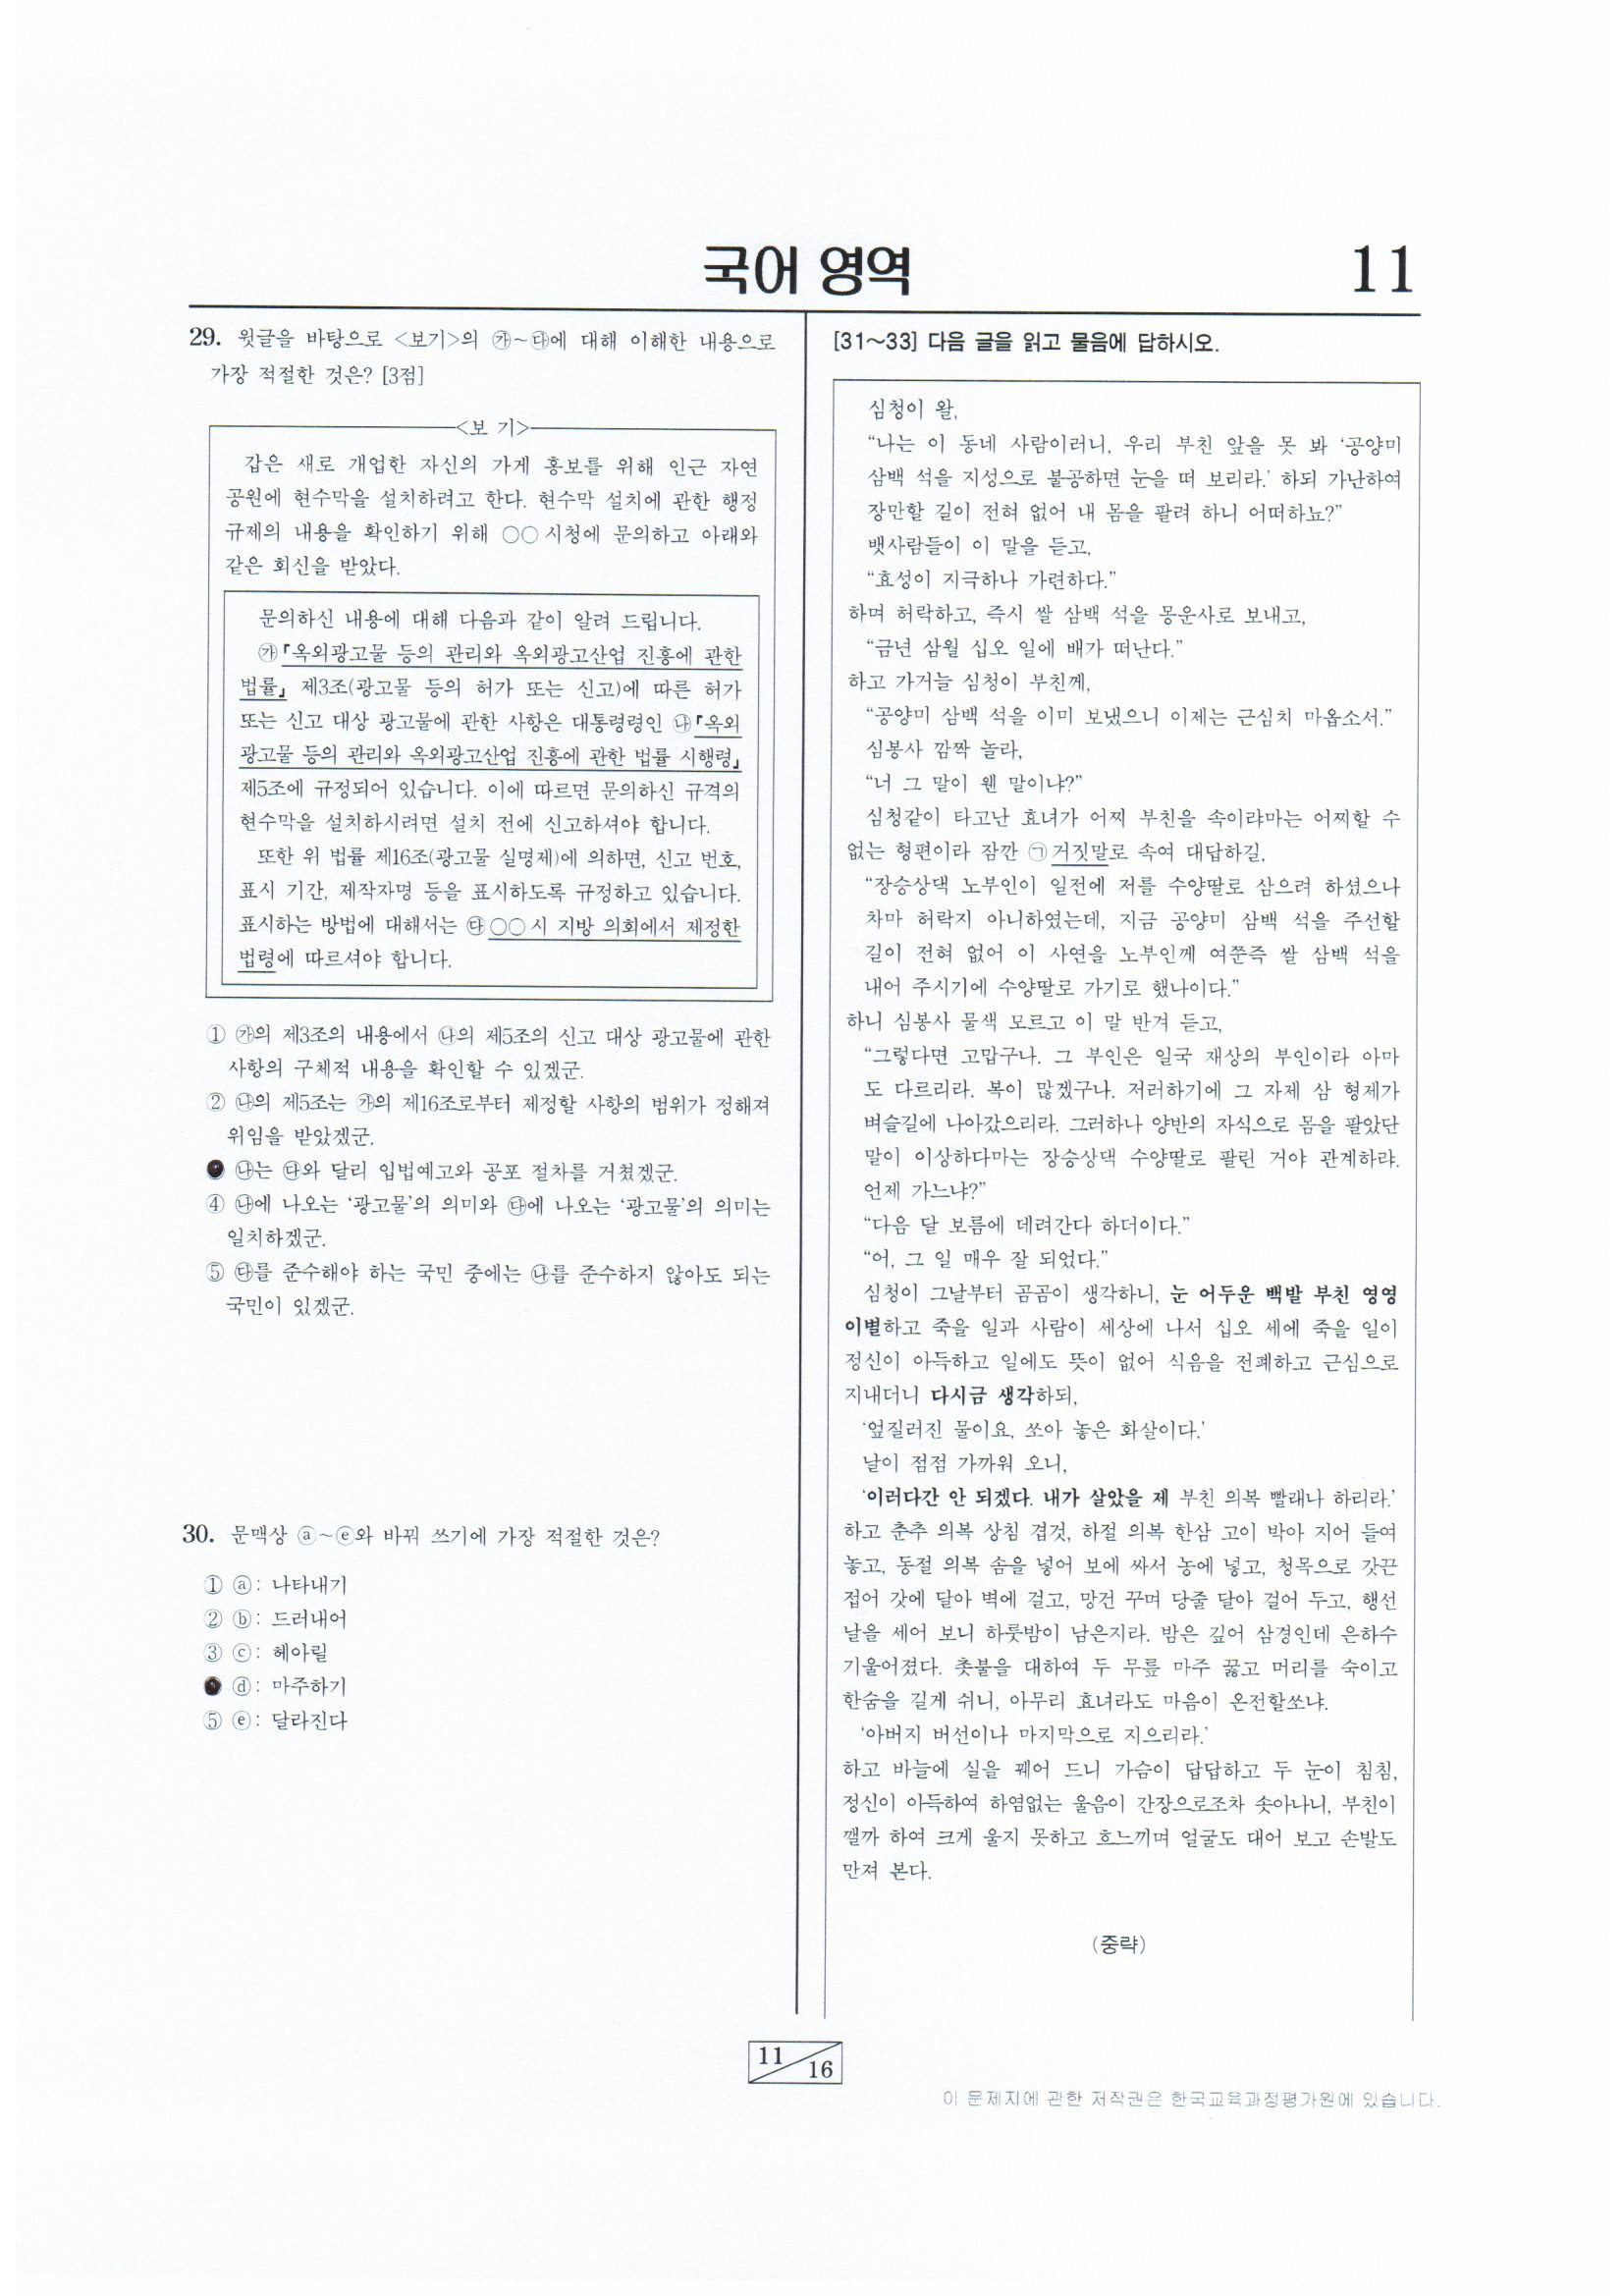 국어 영역
11
29. 윗글을 바탕으로 <보기>의 ㉮~㉰에 대해 이해한 내용으로
가장 적절한 것은? [3점]
<보 기>
갑은 새로 개업한 자신의 가게 홍보를 위해 인근 자연
공원에 현수막을 설치하려고 한다. 현수막 설치에 관한 행정
규제의 내용을 확인하기 위해 ○○ 시청에 문의하고 아래와
같은 회신을 받았다.
문의하신 내용에 대해 다음과 같이 알려 드립니다.
㉮『옥외광고물 등의 관리와 옥외광고산업 진흥에 관한
법률』 제3조(광고물 등의 허가 또는 신고)에 따른 허가
또는 신고 대상 광고물에 관한 사항은 대통령령인 ㉯『옥외
광고물 등의 관리와 옥외광고산업 진흥에 관한 법률 시행령』
제5조에 규정되어 있습니다. 이에 따르면 문의하신 규격의
현수막을 설치하시려면 설치 전에 신고하셔야 합니다.
또한 위 법률 제16조(광고물 실명제)에 의하면, 신고 번호,
표시 기간, 제작자명 등을 표시하도록 규정하고 있습니다.
표시하는 방법에 대해서는 ㉰○○시 지방 의회에서 제정한
법령에 따르셔야 합니다.
① ㉮의 제3조의 내용에서 ㉯의 제5조의 신고 대상 광고물에 관한
사항의 구체적 내용을 확인할 수 있겠군.
② ㉯의 제5조는 ㉮의 제16조로부터 제정할 사항의 범위가 정해져
위임을 받았겠군.
● ㉯는 ㉰와 달리 입법예고와 공포 절차를 거쳤겠군.
④ ㉯에 나오는 ‘광고물’의 의미와 ㉰에 나오는 ‘광고물’의 의미는
일치하겠군.
⑤ ㉰를 준수해야 하는 국민 중에는 ㉯를 준수하지 않아도 되는
국민이 있겠군.
30. 문맥상 ⓐ~ⓔ와 바꿔 쓰기에 가장 적절한 것은?
① ⓐ: 나타내기
② ⓑ: 드러내어
③ ⓒ: 헤아릴
● ⓓ: 마주하기
⑤ ⓔ: 달라진다
[31~33] 다음 글을 읽고 물음에 답하시오.
심청이 왈,
“나는 이 동네 사람이러니, 우리 부친 앞을 못 봐 ‘공양미
삼백 석을 지성으로 불공하면 눈을 떠 보리라.’ 하되 가난하여
장만할 길이 전혀 없어 내 몸을 팔려 하니 어떠하뇨?”
뱃사람들이 이 말을 듣고,
“효성이 지극하나 가련하다.”
하며 허락하고, 즉시 쌀 삼백 석을 몽운사로 보내고,
“금년 삼월 십오 일에 배가 떠난다.”
하고 가거늘 심청이 부친께,
“공양미 삼백 석을 이미 보냈으니 이제는 근심치 마옵소서.”
심봉사 깜짝 놀라,
“너 그 말이 웬 말이냐?”
심청같이 타고난 효녀가 어찌 부친을 속이랴마는 어찌할 수
없는 형편이라 잠깐 ㉠거짓말로 속여 대답하길,
“장승상댁 노부인이 일전에 저를 수양딸로 삼으려 하셨으나
차마 허락지 아니하였는데, 지금 공양미 삼백 석을 주선할
길이 전혀 없어 이 사연을 노부인께 여쭌즉 쌀 삼백 석을
내어 주시기에 수양딸로 가기로 했나이다.”
하니 심봉사 물색 모르고 이 말 반겨 듣고,
“그렇다면 고맙구나. 그 부인은 일국 재상의 부인이라 아마
도 다르리라. 복이 많겠구나. 저러하기에 그 자제 삼 형제가
벼슬길에 나아갔으리라. 그러하나 양반의 자식으로 몸을 팔았단
말이 이상하다마는 장승상댁 수양딸로 팔린 거야 관계하랴.
언제 가느냐?”
“다음 달 보름에 데려간다 하더이다.”
“어, 그 일 매우 잘 되었다.”
심청이 그날부터 곰곰이 생각하니, 눈 어두운 백발 부친 영영
이별하고 죽을 일과 사람이 세상에 나서 십오 세에 죽을 일이
정신이 아득하고 일에도 뜻이 없어 식음을 전폐하고 근심으로
지내더니 다시금 생각하되,
‘엎질러진 물이요, 쏘아 놓은 화살이다.’
날이 점점 가까워 오니,
‘이러다간 안 되겠다. 내가 살았을 제 부친 의복 빨래나 하리라.’
하고 춘추 의복 상침 겹것, 하절 의복 한삼 고이 박아 지어 들여
놓고, 동절 의복 솜을 넣어 보에 싸서 농에 넣고, 청목으로 갓끈
접어 갓에 달아 벽에 걸고, 망건 꾸며 당줄 달아 걸어 두고, 행선
날을 세어 보니 하룻밤이 남은지라. 밤은 깊어 삼경인데 은하수
기울어졌다. 촛불을 대하여 두 무릎 마주 꿇고 머리를 숙이고
한숨을 길게 쉬니, 아무리 효녀라도 마음이 온전할쏘냐.
‘아버지 버선이나 마지막으로 지으리라.’
하고 바늘에 실을 꿰어 드니 가슴이 답답하고 두 눈이 침침,
정신이 아득하여 하염없는 울음이 간장으로조차 솟아나니, 부친이
깰까 하여 크게 울지 못하고 흐느끼며 얼굴도 대어 보고 손발도
만져 본다.
(중략)
11
16
이 문제지에 관한 저작권은 한국교육과정평가원에 있습니다.